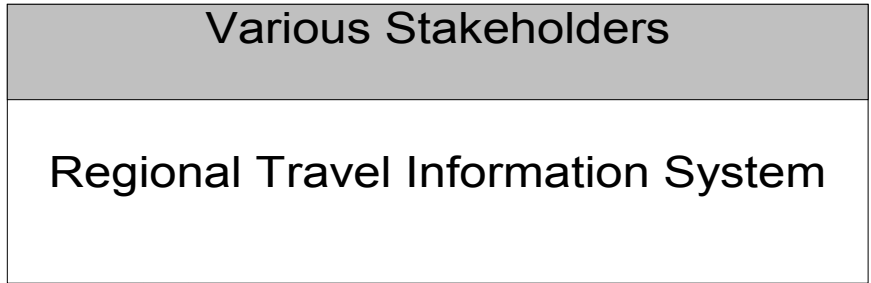 Various Stakeholders
Regional Travel Information System